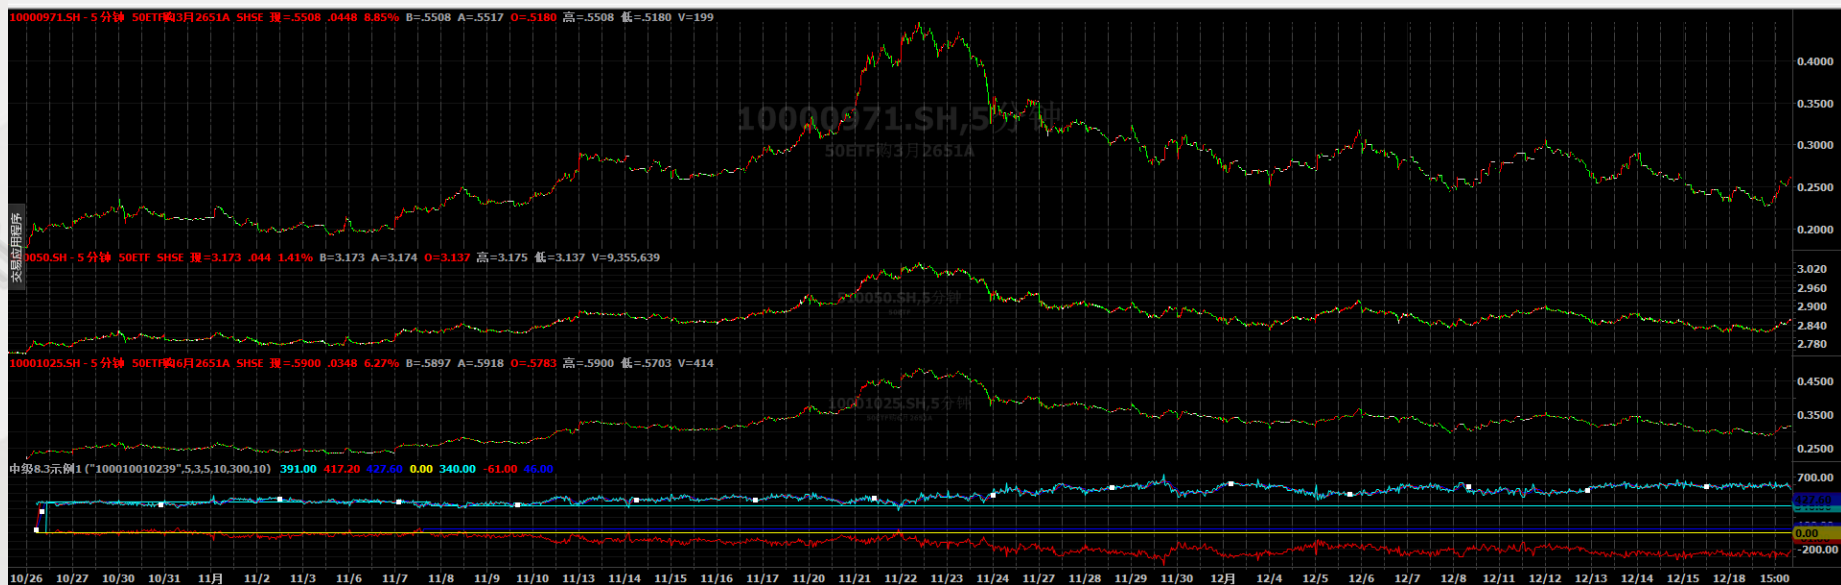 10000971.SH - 5 分钟 50ETF购3月2651A SHSE 现=.5508 .0448 8.85% B=.5508 A=.5517 O=.5180 高=.5508 低=.5180 V=199
0.4000
0.3500
10000971.SH,5分钟
50ETF购3月2651A
0.3000
0.2500
0.2000
交易应用程序
0050.SH - 5 分钟 50ETF SHSE 现=3.173 .044 1.41% B=3.173 A=3.174 O=3.137 高=3.175 低=3.137 V=9,355,639
3.020
2.960
510050.SH,5分钟
2.900
2.840
2.780
10001025.SH - 5 分钟 50ETF购6月2651A SHSE 现=.5900 .0348 6.27% B=.5897 A=.5918 O=.5783 高=.5900 低=.5703 V=414
0.4500
10001025.SH,5分钟
0.3500
0.2500
中级8.3示例1 ("100010010239",5,3,5,10,300,10) 391.00 417.20 427.60 0.00 340.00 -61.00 46.00
700.00
427.60
0.00
-200.00
10/26 10/27 10/30 10/31 11月 11/2 11/3 11/6 11/7 11/8 11/9 11/10 11/13 11/14 11/15 11/16 11/17 11/20 11/21 11/22 11/23 11/24 11/27 11/28 11/29 11/30 12月 12/4 12/5 12/6 12/7 12/8 12/11 12/12 12/13 12/14 12/15 12/18 15:00